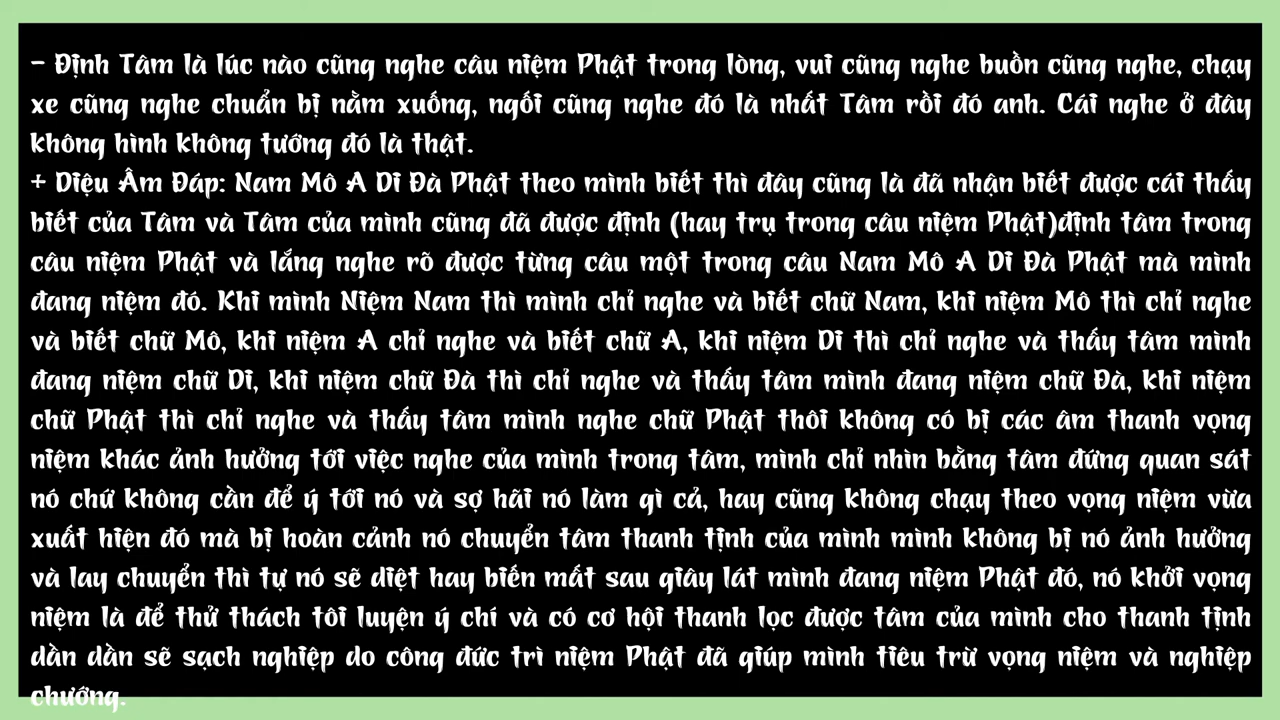 – Định Tâm là lúc nào cũng nghe câu niệm Phật trong lòng, vui cũng nghe buồn cũng nghe, chạy
xe cũng nghe chuẩn bị nằm xuống, ngối cũng nghe đó là nhất Tâm rồi đó anh. Cái nghe ở đây
không hình không tướng đó là thật.
+ Diệu Âm Đáp: Nam Mô A Di Đà Phật theo mình biết thì đây cũng là đã nhận biết được cái thấy
biết của Tâm và Tâm của mình cũng đã được định (hay trụ trong câu niệm Phật)định tâm trong
câu niệm Phật và lắng nghe rõ được từng câu một trong câu Nam Mô A Di Đà Phật mà mình
đang niệm đó. Khi mình Niệm Nam thì mình chỉ nghe và biết chữ Nam, khi niệm Mô thì chỉ nghe
và biết chữ Mô, khi niệm A chỉ nghe và biết chữ A, khi niệm Di thì chỉ nghe và thấy tâm mình
đang niệm chữ Di, khi niệm chữ Đà thì chỉ nghe và thấy tâm mình đang niệm chữ Đà, khi niệm
chữ Phật thì chỉ nghe và thấy tâm mình nghe chữ Phật thôi không có bị các âm thanh vọng
niệm khác ảnh hưởng tới việc nghe của mình trong tâm, mình chỉ nhìn bằng tâm đứng quan sát
nó chứ không cần để ý tới nó và sợ hãi nó làm gì cả, hay cũng không chạy theo vọng niệm vừa
xuất hiện đó mà bị hoàn cảnh nó chuyển tâm thanh tịnh của mình mình không bị nó ảnh hưởng
và lay chuyển thì tự nó sẽ diệt hay biến mất sau giây lát mình đang niệm Phật đó, nó khởi vọng
niệm là để thử thách tôi luyện ý chí và có cơ hội thanh lọc được tâm của mình cho thanh tịnh
dần dần sẽ sạch nghiệp do công đức trì niệm Phật đã giúp mình tiêu trừ vọng niệm và nghiệp
chướng.